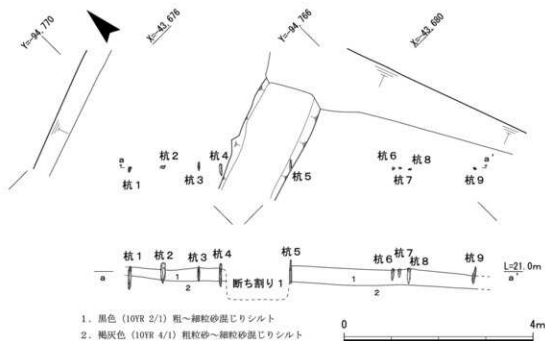 Y=-94,770
X=-43,676
Y=-94,766
X=-43,680
a
杭1
杭2
杭3
杭4
杭5
杭6
杭7
杭8
杭9
a'
a
杭1
杭2
杭3
杭4
杭5
杭6
杭7
杭8
杭9
L=21.0m
a'
1
2
断ち割り1
1
2
1. 黒色（10YR 2/1）粗〜細粒砂混じりシルト
2. 褐灰色（10YR 4/1）粗粒砂〜細粒砂混じりシルト
0
4m